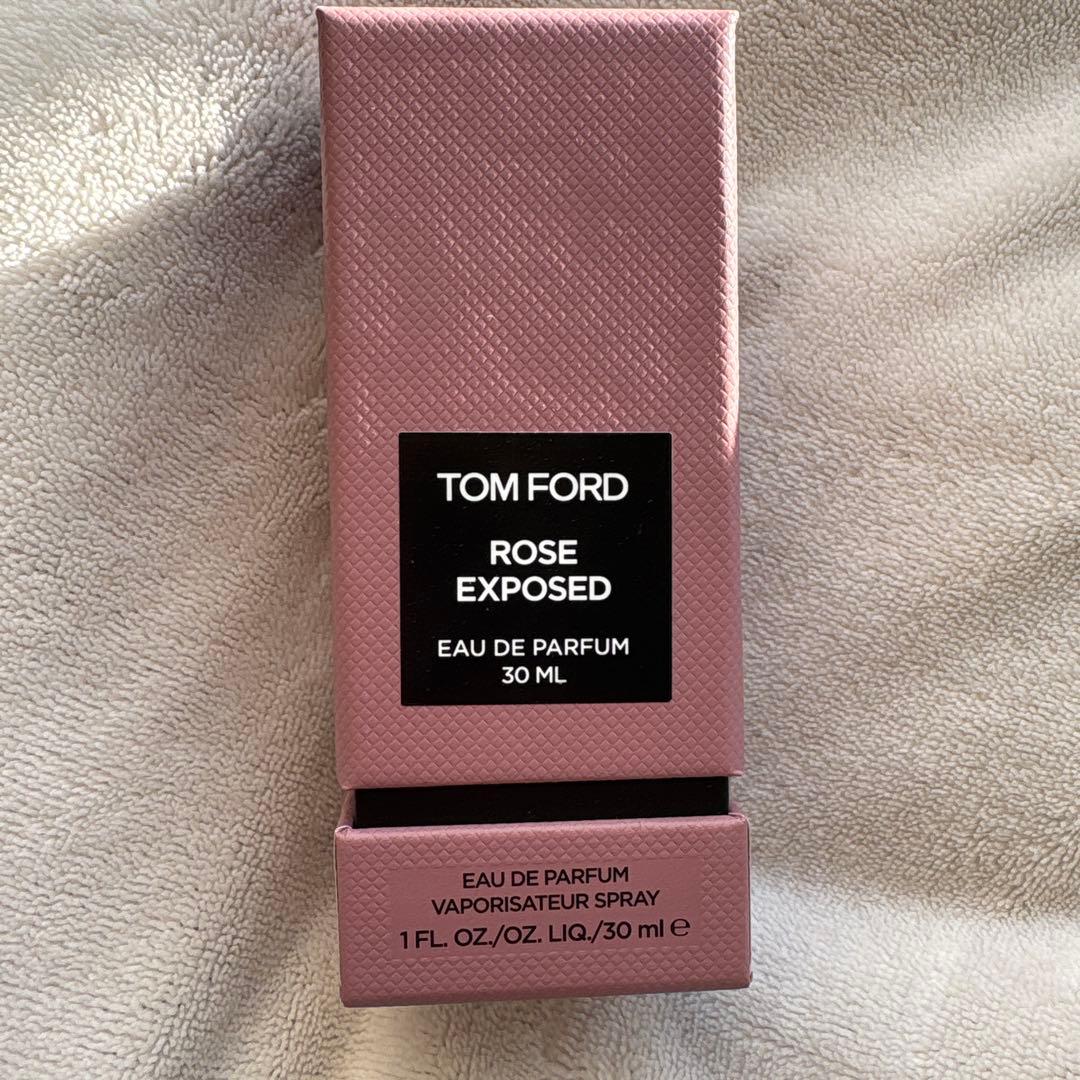 TOM FORD
ROSE
EXPOSED
EAU DE PARFUM
30 ML
EAU DE PARFUM
VAPORISATEUR SPRAY
1 FL. OZ./OZ. LIQ./30 ml ℮